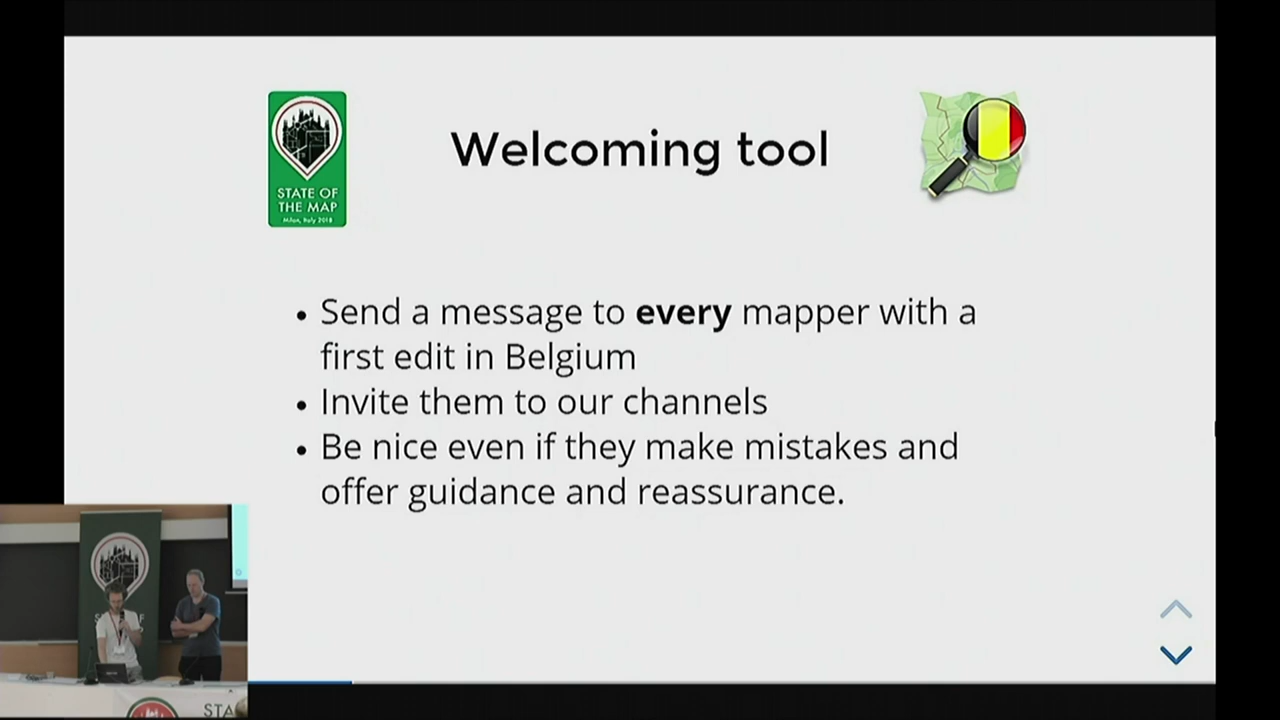 STATE OF
THE MAP
Milan, Italy 2018
Welcoming tool
Send a message to every mapper with a
first edit in Belgium
Invite them to our channels
Be nice even if they make mistakes and
offer guidance and reassurance.
STA